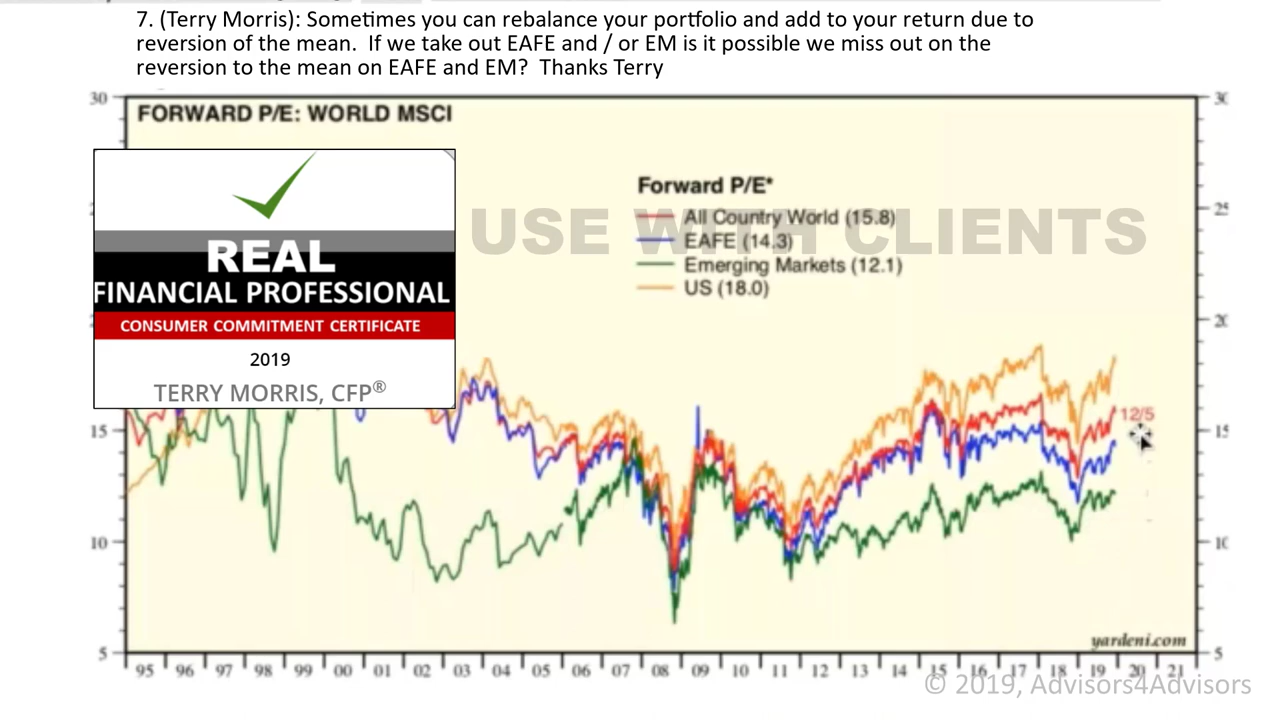 7. (Terry Morris): Sometimes you can rebalance your portfolio and add to your return due to
reversion of the mean.  If we take out EAFE and / or EM is it possible we miss out on the
reversion to the mean on EAFE and EM?  Thanks Terry
FORWARD P/E: WORLD MSCI
30
REAL
FINANCIAL PROFESSIONAL
CONSUMER COMMITMENT CERTIFICATE
2019
TERRY MORRIS, CFP®
USE WITH CLIENTS
Forward P/E*
All Country World (15.8)
EAFE (14.3)
Emerging Markets (12.1)
US (18.0)
25
20
12/5
15 15
10
5 5
yardeni.com
95 96 97 98 99 00 01 02 03 04 05 06 07 08 09 10 11 12 13 14 15 16 17 18 19 20 21
© 2019, Advisors4Advisors